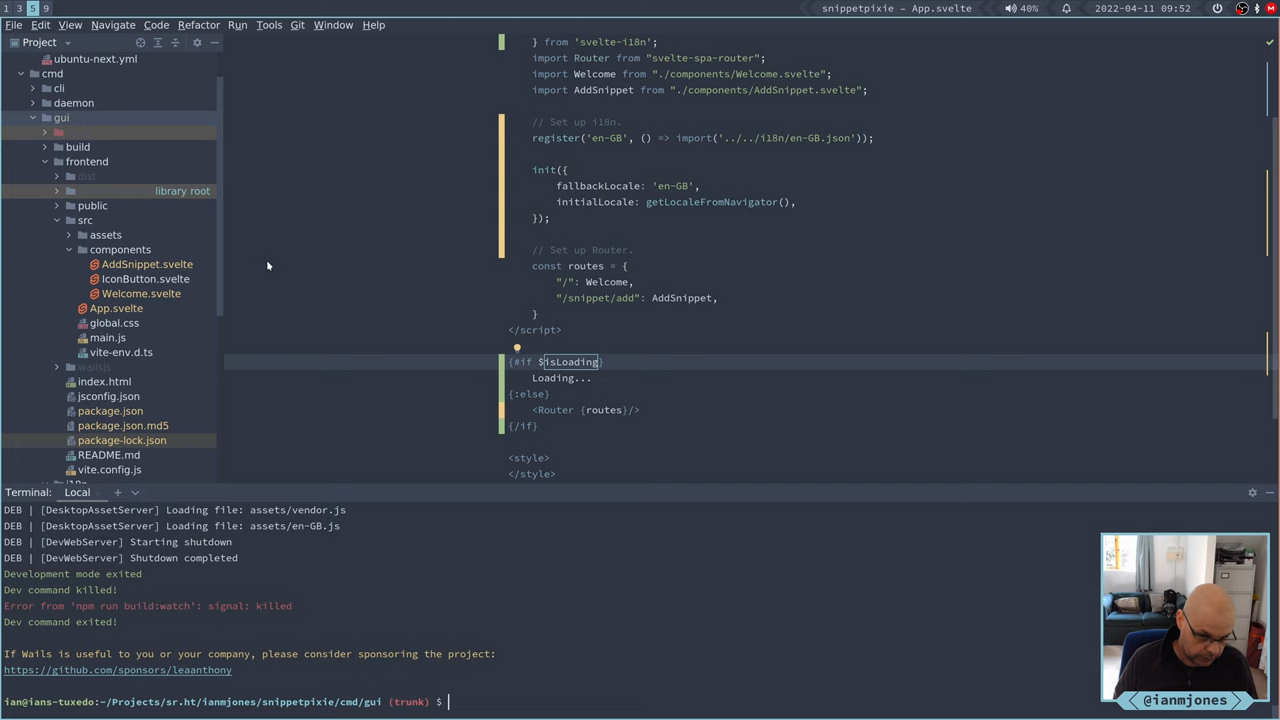 1 3 5 9
snippetpixie – App.svelte
40%
2022-04-11 09:52
File Edit View Navigate Code Refactor Run Tools Git Window Help
Project
ubuntu-next.yml
cmd
cli
daemon
gui
build
frontend
dist
library root
public
src
assets
components
AddSnippet.svelte
IconButton.svelte
Welcome.svelte
App.svelte
global.css
main.js
vite-env.d.ts
wailsjs
index.html
jsconfig.json
package.json
package.json.md5
package-lock.json
README.md
vite.config.js
} from 'svelte-i18n';
import Router from "svelte-spa-router";
import Welcome from "./components/Welcome.svelte";
import AddSnippet from "./components/AddSnippet.svelte";
// Set up i18n.
register('en-GB', () => import('../../i18n/en-GB.json'));
init({
fallbackLocale: 'en-GB',
initialLocale: getLocaleFromNavigator(),
});
// Set up Router.
const routes = {
"/": Welcome,
"/snippet/add": AddSnippet,
}
</script>
{#if $isLoading}
Loading...
{:else}
<Router {routes}/>
{/if}
<style>
</style>
Terminal: Local
DEB | [DesktopAssetServer] Loading file: assets/vendor.js
DEB | [DesktopAssetServer] Loading file: assets/en-GB.js
DEB | [DevWebServer] Starting shutdown
DEB | [DevWebServer] Shutdown completed
Development mode exited
Dev command killed!
Error from 'npm run build:watch': signal: killed
Dev command exited!
If Wails is useful to you or your company, please consider sponsoring the project:
https://github.com/sponsors/leaanthony
ian@ians-tuxedo:~/Projects/sr.ht/ianmjones/snippetpixie/cmd/gui (trunk) $
@ianmjones